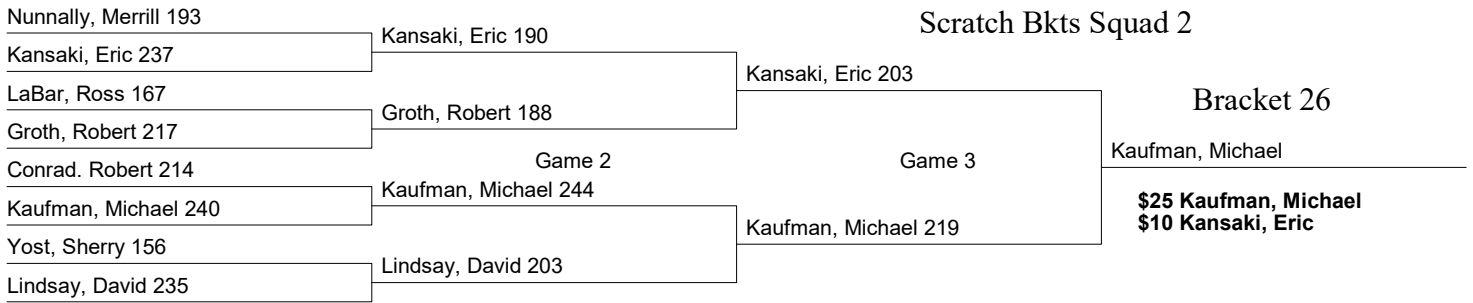 Scratch Bkts Squad 2
Bracket 26
Nunnally, Merrill 193
Kansaki, Eric 237
LaBar, Ross 167
Groth, Robert 217
Conrad. Robert 214
Kaufman, Michael 240
Yost, Sherry 156
Lindsay, David 235
Kansaki, Eric 190
Groth, Robert 188
Game 2
Kaufman, Michael 244
Lindsay, David 203
Kansaki, Eric 203
Game 3
Kaufman, Michael 219
Kaufman, Michael
$25 Kaufman, Michael
$10 Kansaki, Eric